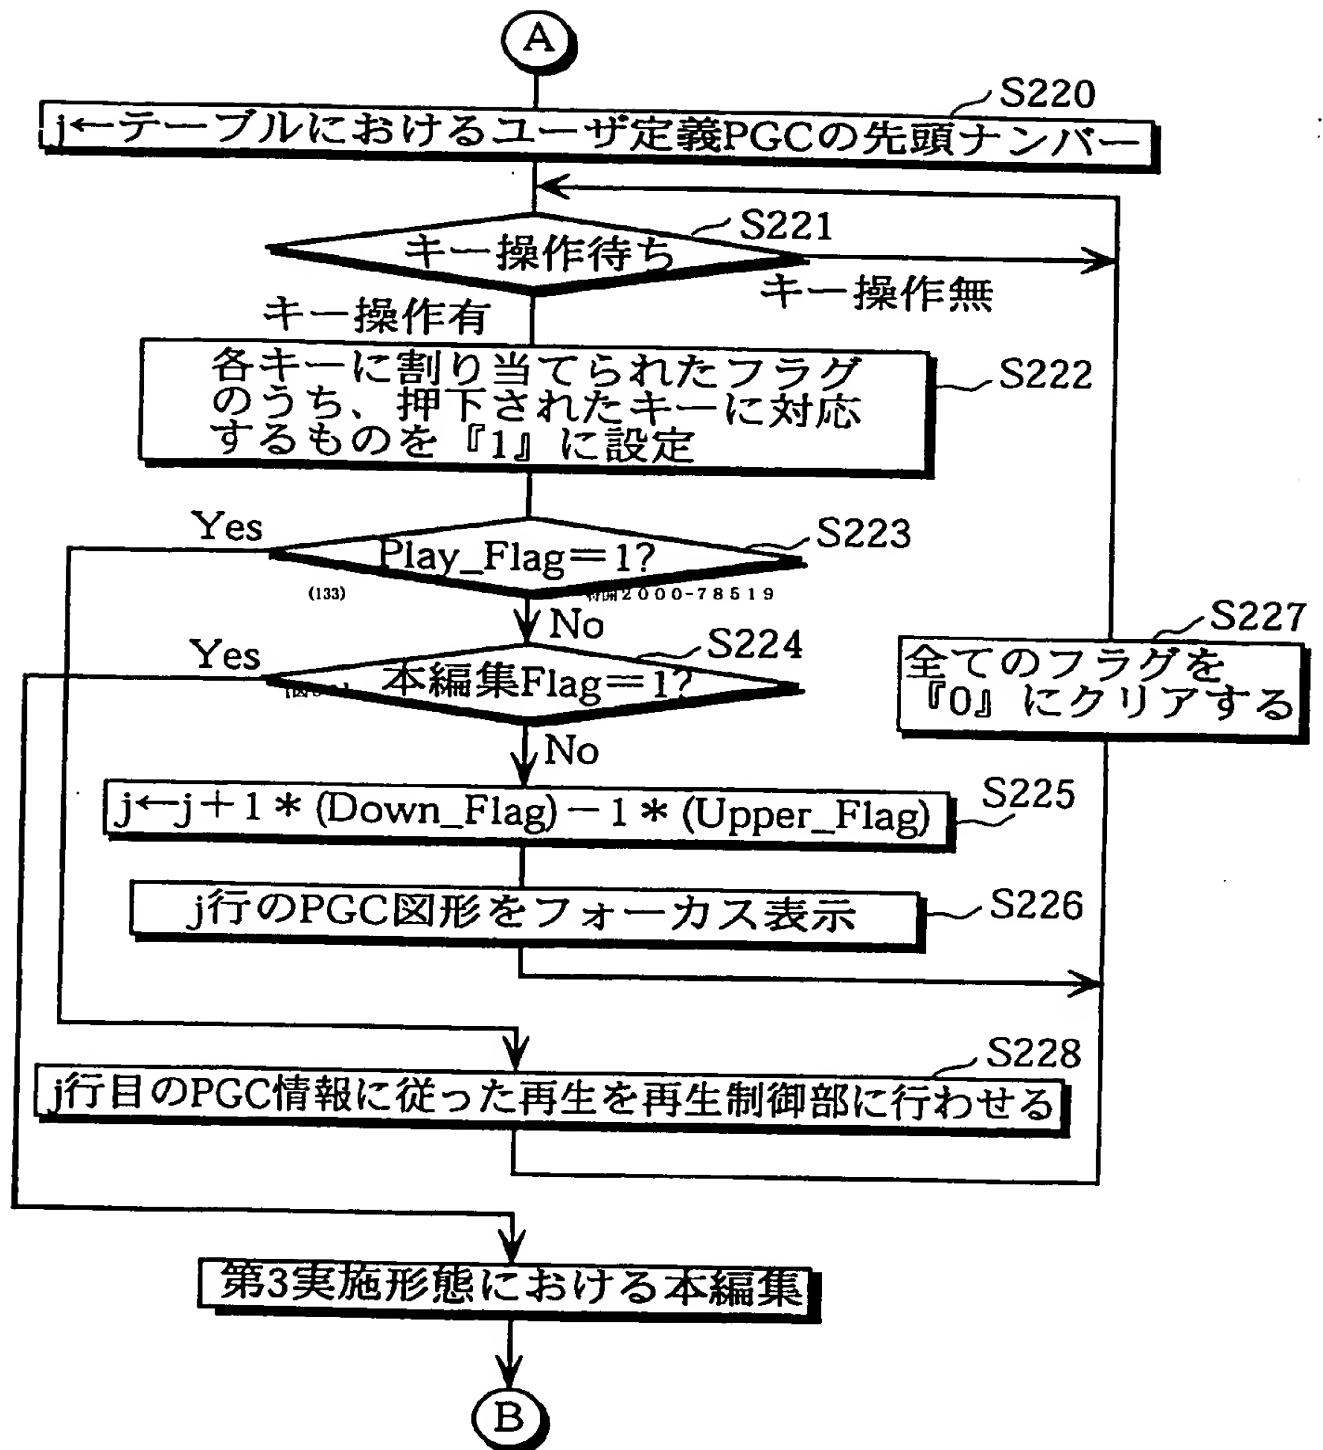 A
S220
j←テーブルにおけるユーザ定義PGCの先頭ナンバー
S221
キー操作待ち
キー操作無
キー操作有
S222
各キーに割り当てられたフラグ
のうち、押下されたキーに対応
するものを『1』に設定
Yes
S223
Play_Flag=1?
(133)
特開2000-78519
No
S227
Yes
S224
本編集Flag=1?
全てのフラグを
『0』にクリアする
No
S225
j←j+1*(Down_Flag)-1*(Upper_Flag)
S226
j行のPGC図形をフォーカス表示
S228
j行目のPGC情報に従った再生を再生制御部に行わせる
第3実施形態における本編集
B